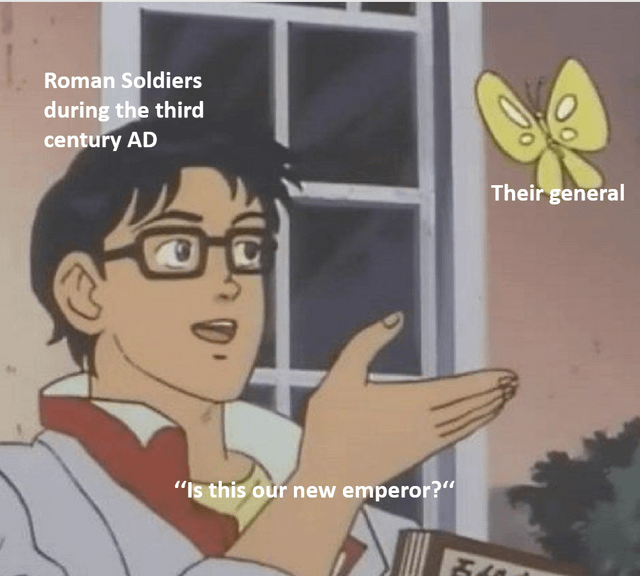 Roman Soldiers
during the third
century AD
Their general
“Is this our new emperor?“